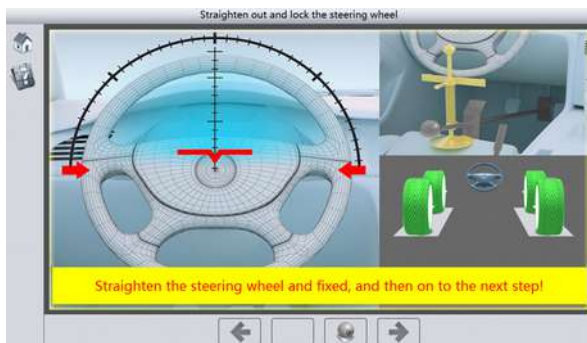 Straighten out and lock the steering wheel
Straighten the steering wheel and fixed, and then on to the next step!